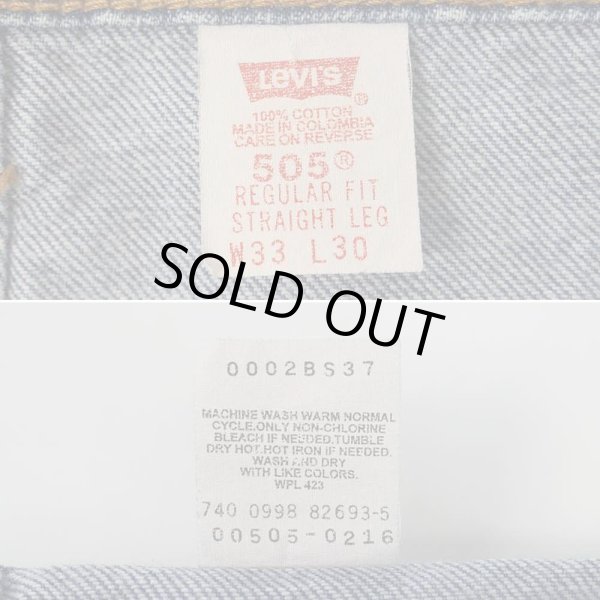 Levi's
®
100% COTTON
MADE IN COLOMBIA
CARE ON REVERSE
505®
REGULAR FIT
STRAIGHT LEG
W33 L30
SOLD OUT
0002BS37
MACHINE WASH WARM NORMAL
CYCLE.ONLY NON-CHLORINE
BLEACH IF NEEDED.TUMBLE
DRY HOT.HOT IRON IF NEEDED.
WASH AND DRY
WITH LIKE COLORS.
WPL 423
740 0998 82693-5
00505-0216